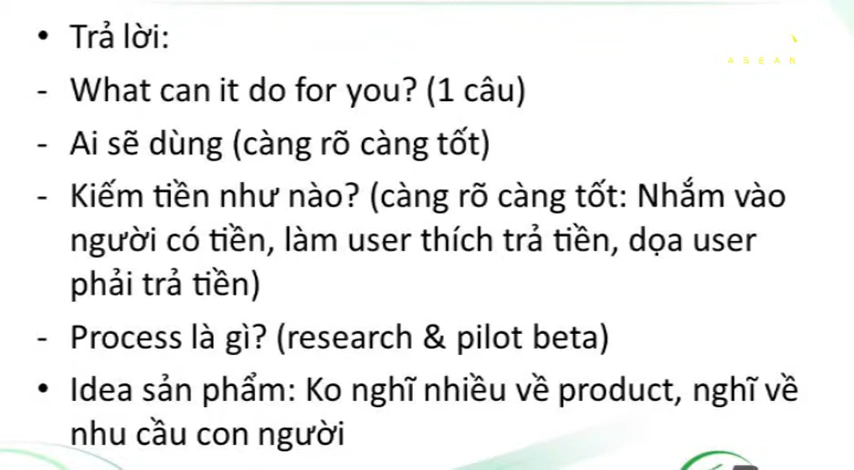 • Trả lời:
ASEAN
- What can it do for you? (1 câu)
- Ai sẽ dùng (càng rõ càng tốt)
- Kiếm tiền như nào? (càng rõ càng tốt: Nhắm vào
người có tiền, làm user thích trả tiền, dọa user
phải trả tiền)
- Process là gì? (research & pilot beta)
• Idea sản phẩm: Ko nghĩ nhiều về product, nghĩ về
nhu cầu con người